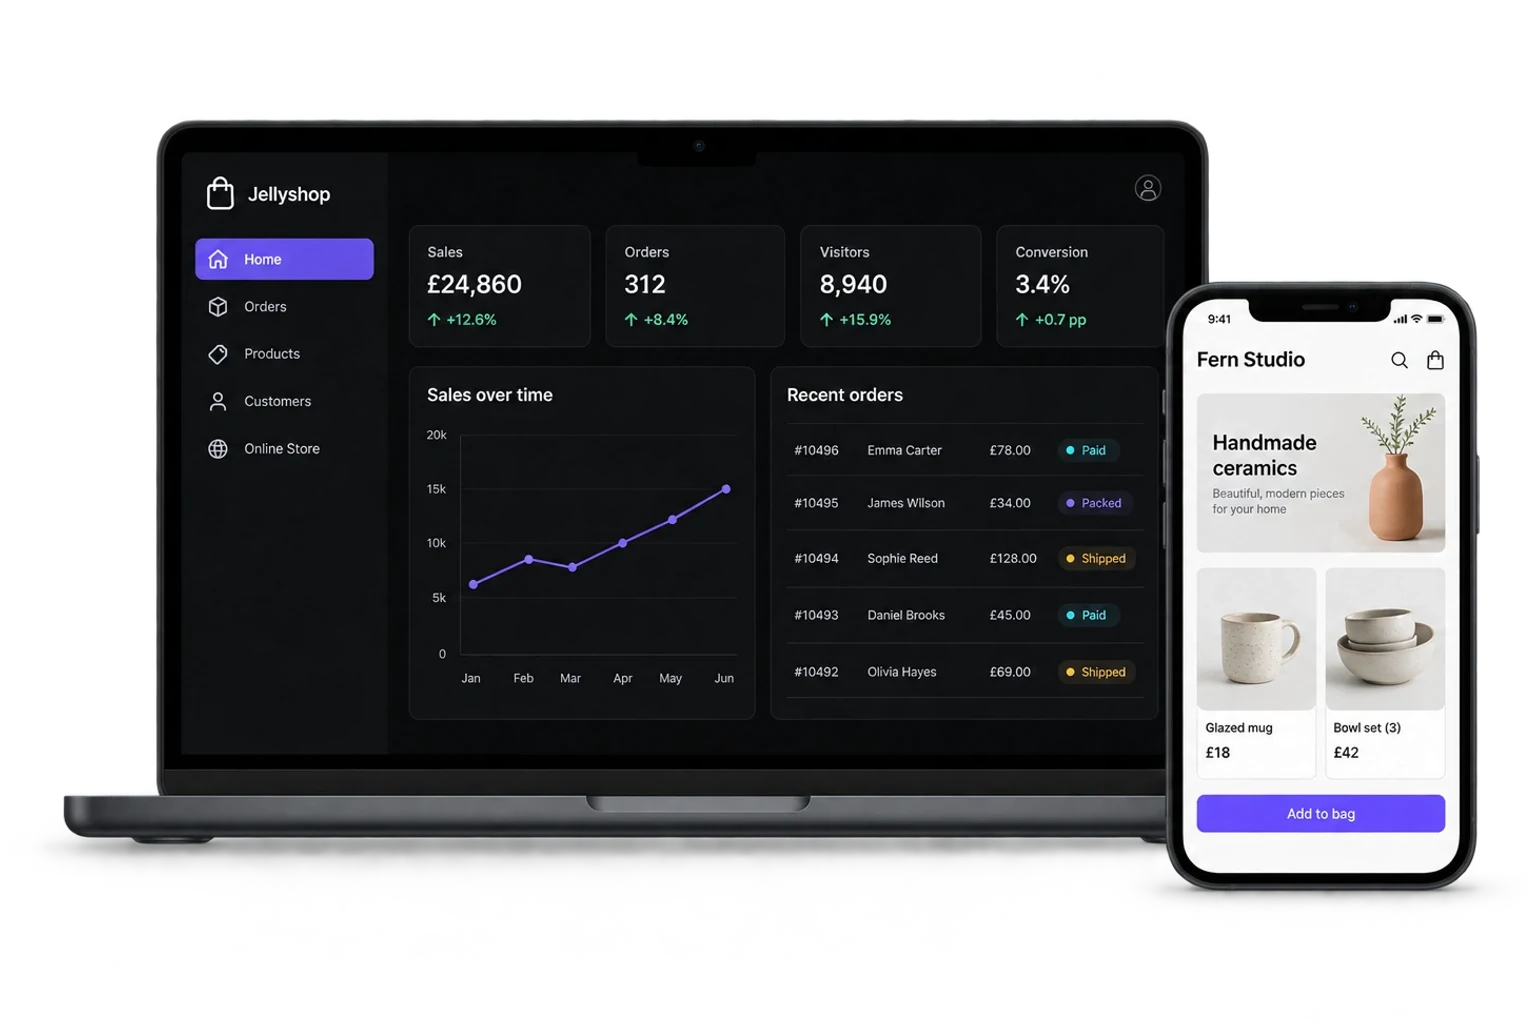 Jellyshop
Home
Orders
Products
Customers
Online Store
Sales
£24,860
+12.6%
Orders
312
+8.4%
Visitors
8,940
+15.9%
Conversion
3.4%
+0.7 pp
Sales over time
20k
15k
10k
5k
0
Jan Feb Mar Apr May Jun
Recent orders
#10496 Emma Carter £78.00 Paid
#10495 James Wilson £34.00 Packed
#10494 Sophie Reed £128.00 Shipped
#10493 Daniel Brooks £45.00 Paid
#10492 Olivia Hayes £69.00 Shipped
9:41
Fern Studio
Handmade
ceramics
Beautiful, modern pieces
for your home
Glazed mug
£18
Bowl set (3)
£42
Add to bag